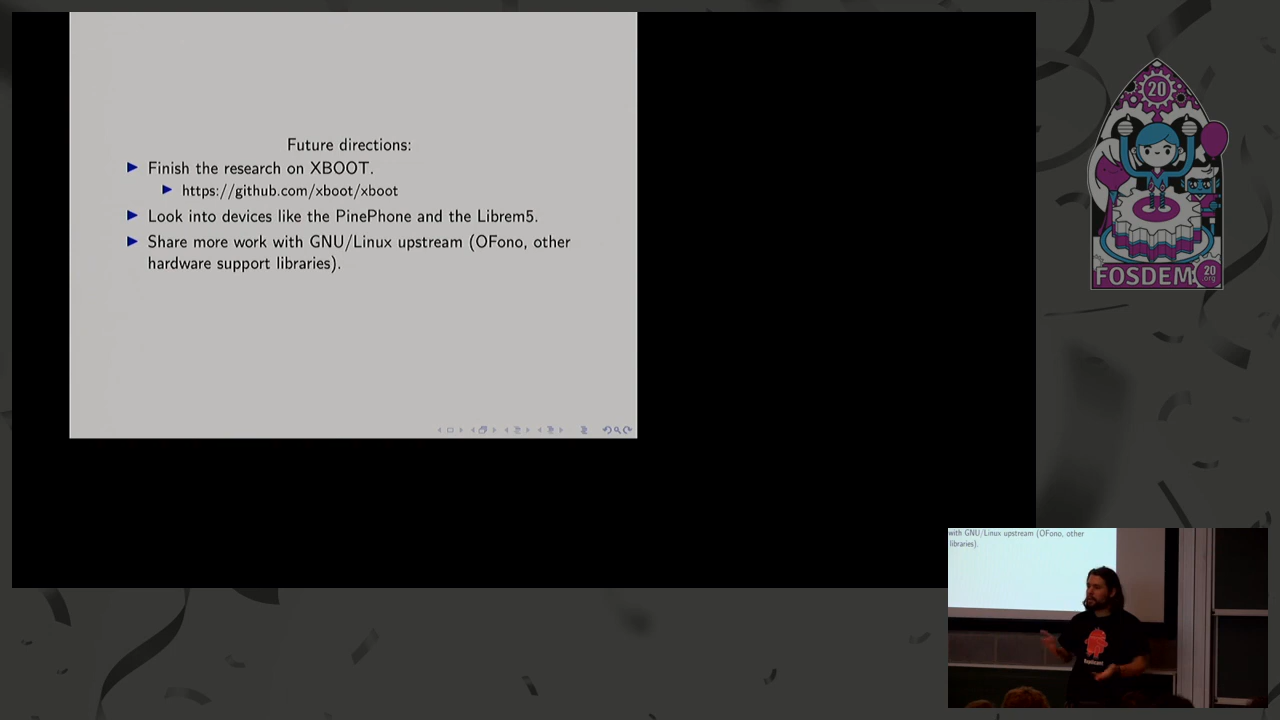 Future directions:
Finish the research on XBOOT.
https://github.com/xboot/xboot
Look into devices like the PinePhone and the Librem5.
Share more work with GNU/Linux upstream (OFono, other
hardware support libraries).
20
FOSDEM
20
.org
with GNU/Linux upstream (OFono, other
libraries).
Replicant